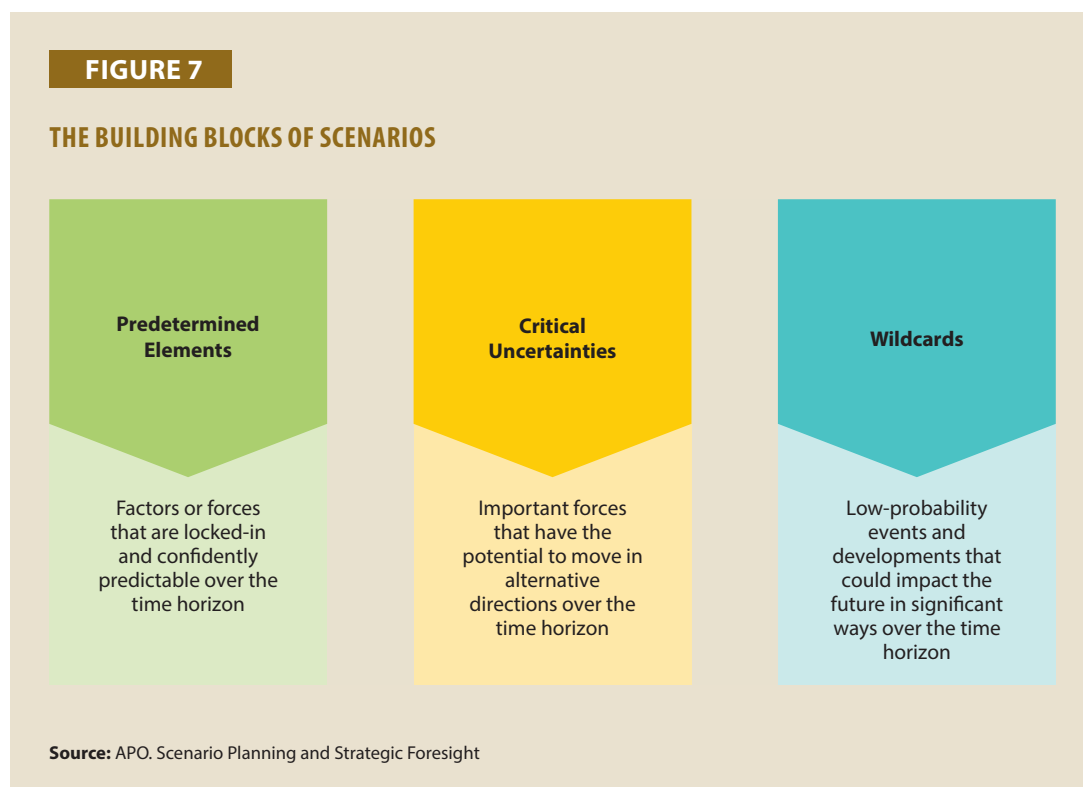 FIGURE 7
THE BUILDING BLOCKS OF SCENARIOS
Predetermined
Elements
Factors or forces
that are locked-in
and confidently
predictable over the
time horizon
Critical
Uncertainties
Important forces
that have the
potential to move in
alternative
directions over the
time horizon
Wildcards
Low-probability
events and
developments that
could impact the
future in significant
ways over the time
horizon
Source: APO. Scenario Planning and Strategic Foresight